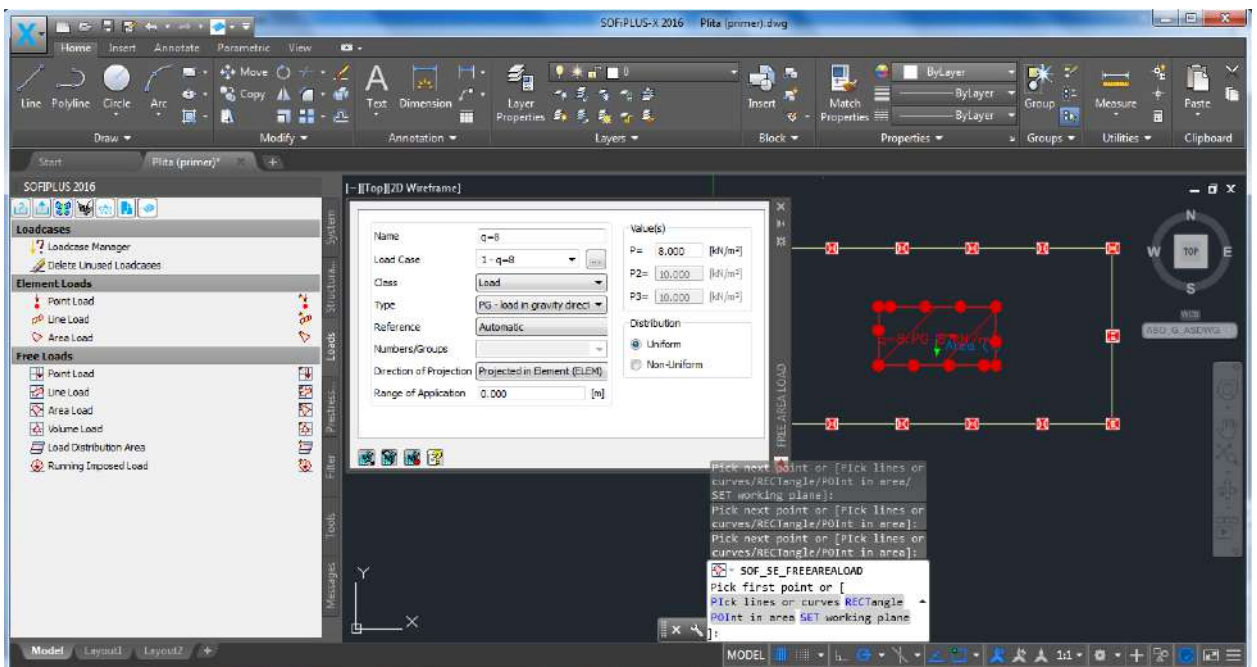 SOFiPLUS-X 2016 Plita (primer).dwg
Home Insert Annotate Parametric View
Line Polyline Circle Arc
Move
Copy
Text Dimension
Layer Properties
0
Insert
Match Properties
ByLayer
ByLayer
ByLayer
Group
Measure
Paste
Draw Modify Annotation Layers Block Properties Groups Utilities Clipboard
Start Plita (primer)*
SOFIPLUS 2016
Loadcases
Loadcase Manager
Delete Unused Loadcases
Element Loads
Point Load
Line Load
Area Load
Free Loads
Point Load
Line Load
Area Load
Volume Load
Load Distribution Area
Running Imposed Load
System
Structura...
Loads
Prestress...
Filter
Tools
Messages
[-][Top][2D Wireframe]
Name q=8
Load Case 1 - q=8
Class Load
Type PG - load in gravity direct
Reference Automatic
Numbers/Groups
Direction of Projection Projected in Element (ELEM)
Range of Application 0.000 [m]
Value(s)
P= 8.000 [kN/m²]
P2= 10.000 [kN/m²]
P3= 10.000 [kN/m²]
Distribution
Uniform
Non-Uniform
FREE AREA LOAD
N
W TOP E
S
WCS
Pick next point or [PIck lines or
curves/RECTangle/POInt in area/
SET working plane]:
Pick next point or [PIck lines or
curves/RECTangle/POInt in area]:
Pick next point or [PIck lines or
curves/RECTangle/POInt in area]:
SOF_SE_FREEAREALOAD
Pick first point or [
PIck lines or curves RECTangle
POInt in area SET working plane
]:
Y
X
Model Layout1 Layout2 +
MODEL 1:1